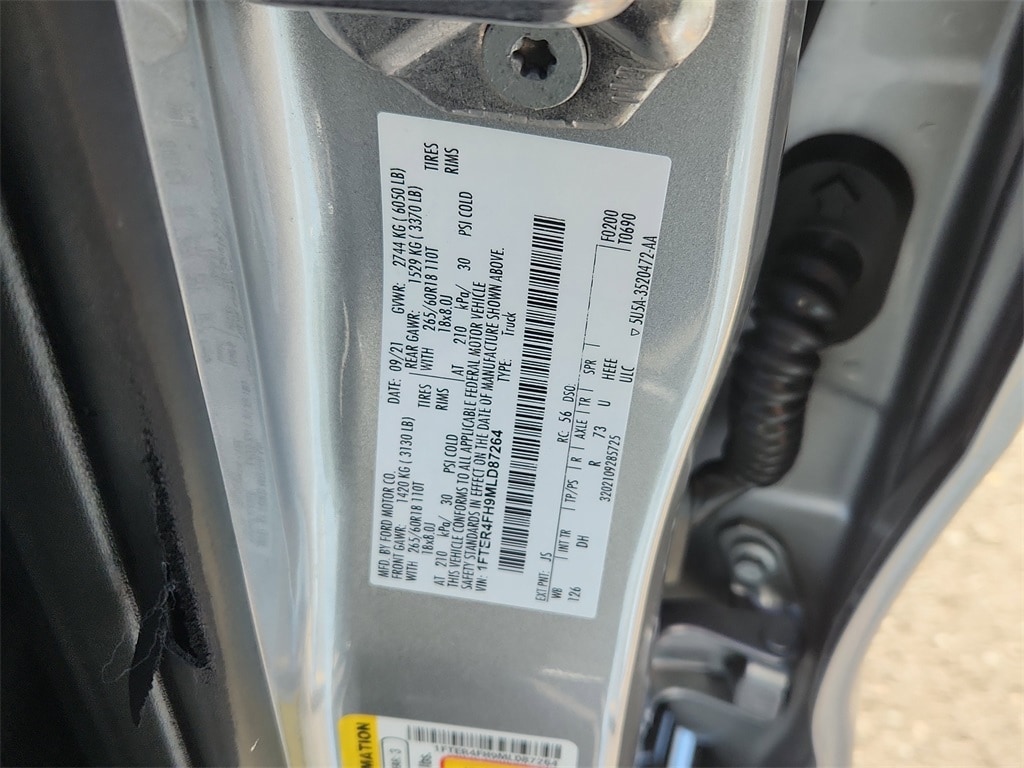 MFD. BY FORD MOTOR CO. DATE: 09/21 GVWR: 2744 KG ( 6050 LB)
FRONT GAWR: 1420 KG ( 3130 LB) REAR GAWR: 1529 KG ( 3370 LB)
WITH 265/60R18 110T TIRES WITH 265/60R18 110T TIRES
18x8.0J RIMS 18x8.0J RIMS
AT 210 kPa/ 30 PSI COLD AT 210 kPa/ 30 PSI COLD
THIS VEHICLE CONFORMS TO ALL APPLICABLE FEDERAL MOTOR VEHICLE
SAFETY STANDARDS IN EFFECT ON THE DATE OF MANUFACTURE SHOWN ABOVE.
VIN: 1FTER4FH9MLD87264 TYPE: Truck
EXT PNT: JS RC: 56 DSO:
WB INT TR TP/PS R AXLE TR SPR
126 DH R 73 U HEEE F0200
3202109285725 ULC T0690
▽ 5U5A-3520472-AA
MATION
1FTER4FH9MLD87264
lbs.